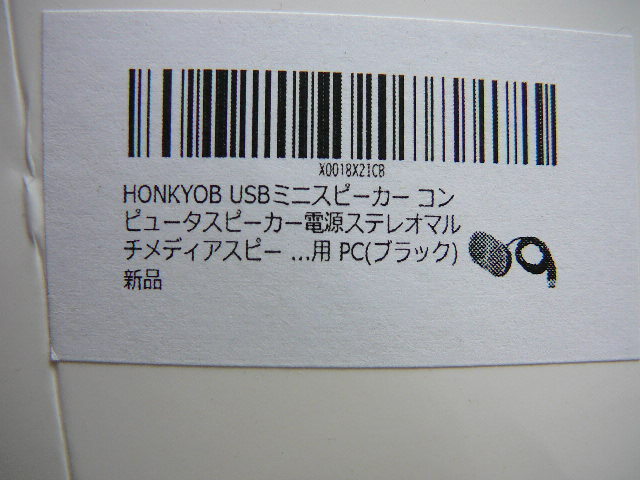 X0018X2ICB
HONKYOB USBミニスピーカー コン
ピュータスピーカー電源ステレオマル
チメディアスピー ...用 PC(ブラック)
新品